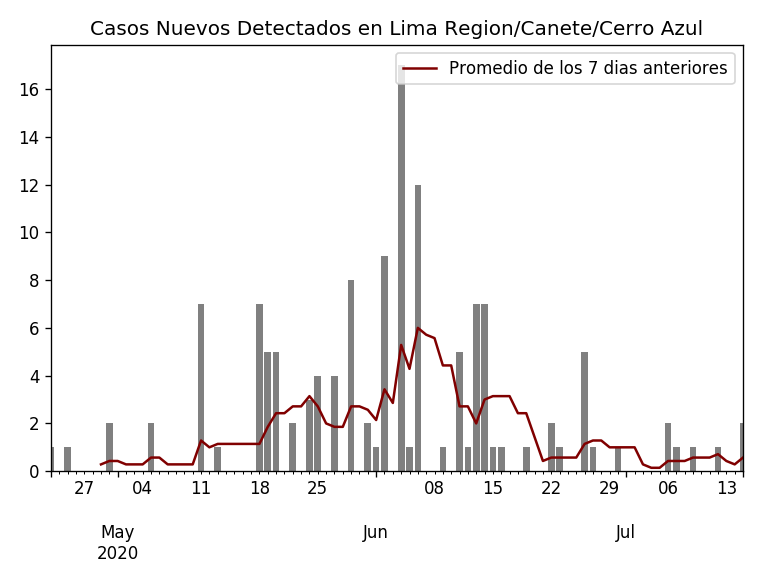 Casos Nuevos Detectados en Lima Region/Canete/Cerro Azul
Promedio de los 7 dias anteriores
16
14
12
10
8
6
4
2
0
27 04 11 18 25 08 15 22 29 06 13
May Jun Jul
2020